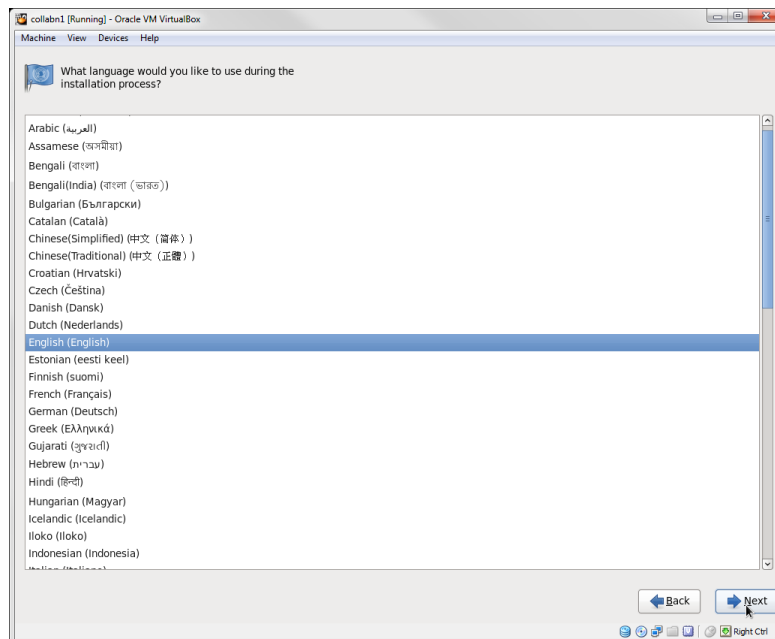 collabn1 [Running] - Oracle VM VirtualBox
Machine View Devices Help
What language would you like to use during the
installation process?
Arabic (العربية)
Assamese (অসমীয়া)
Bengali (বাংলা)
Bengali(India) (বাংলা (ভারত))
Bulgarian (Български)
Catalan (Català)
Chinese(Simplified) (中文（简体）)
Chinese(Traditional) (中文（正體）)
Croatian (Hrvatski)
Czech (Čeština)
Danish (Dansk)
Dutch (Nederlands)
English (English)
Estonian (eesti keel)
Finnish (suomi)
French (Français)
German (Deutsch)
Greek (Ελληνικά)
Gujarati (ગુજરાતી)
Hebrew (עברית)
Hindi (हिन्दी)
Hungarian (Magyar)
Icelandic (Icelandic)
Iloko (Iloko)
Indonesian (Indonesia)
Back Next
Right Ctrl